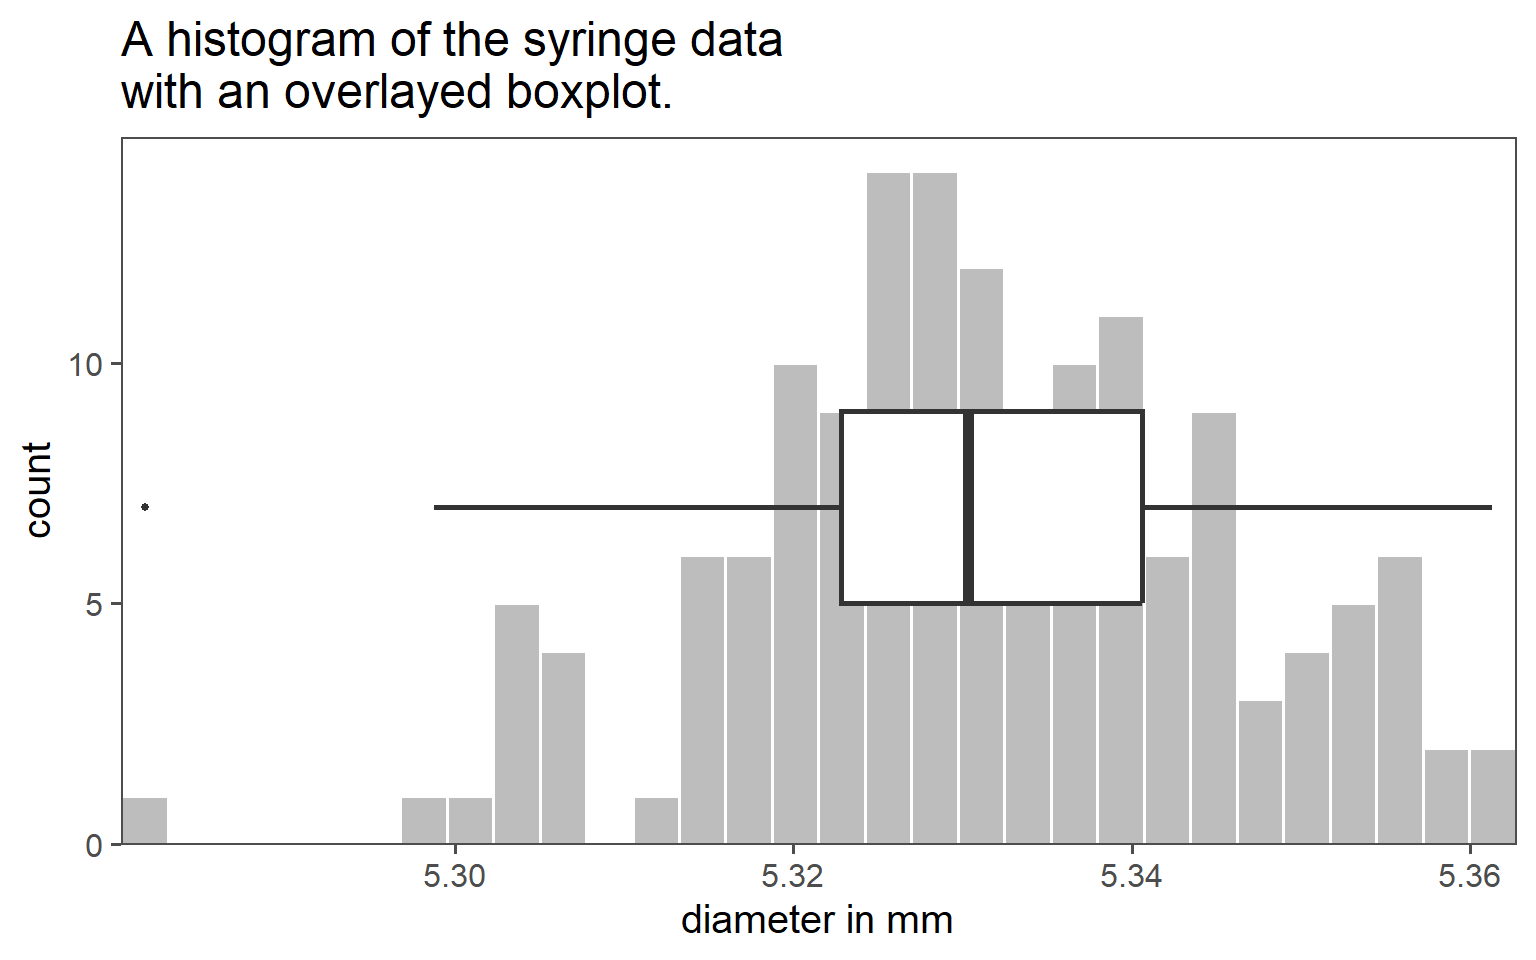 A histogram of the syringe data
with an overlayed boxplot.
count
10
5
0
5.30 5.32 5.34 5.36
diameter in mm